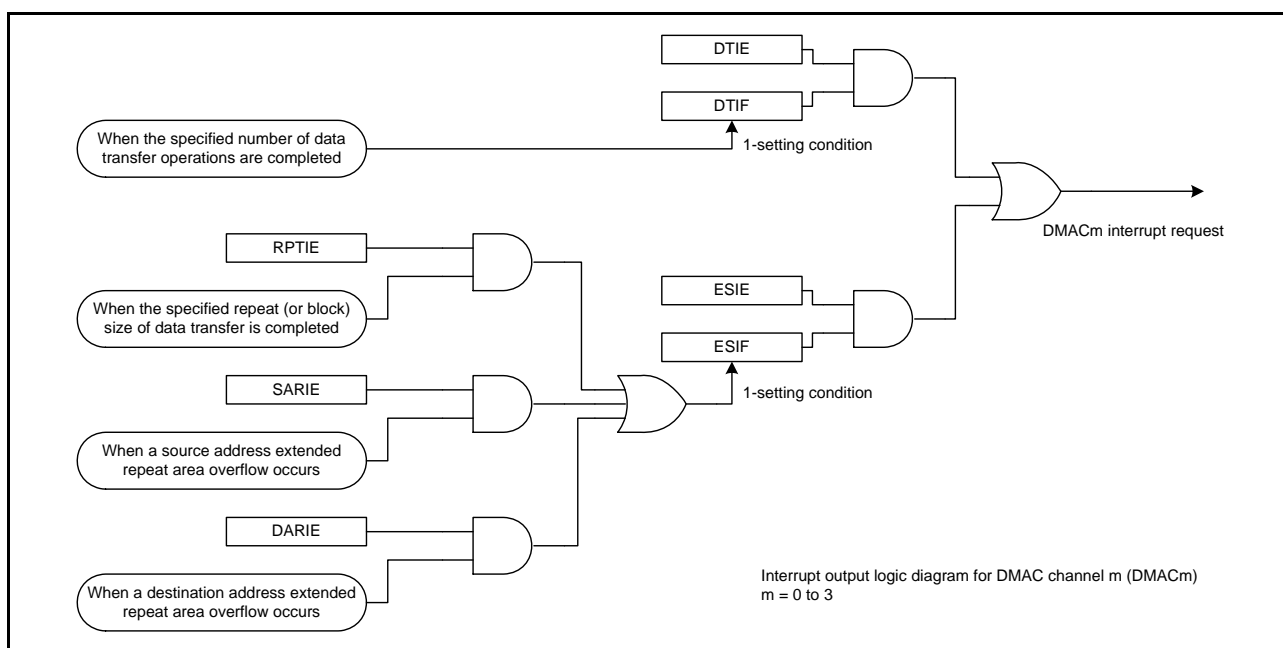 DTIE
DTIF
When the specified number of data
transfer operations are completed
1-setting condition
DMACm interrupt request
RPTIE
When the specified repeat (or block)
size of data transfer is completed
ESIE
ESIF
1-setting condition
SARIE
When a source address extended
repeat area overflow occurs
DARIE
When a destination address extended
repeat area overflow occurs
Interrupt output logic diagram for DMAC channel m (DMACm)
m = 0 to 3